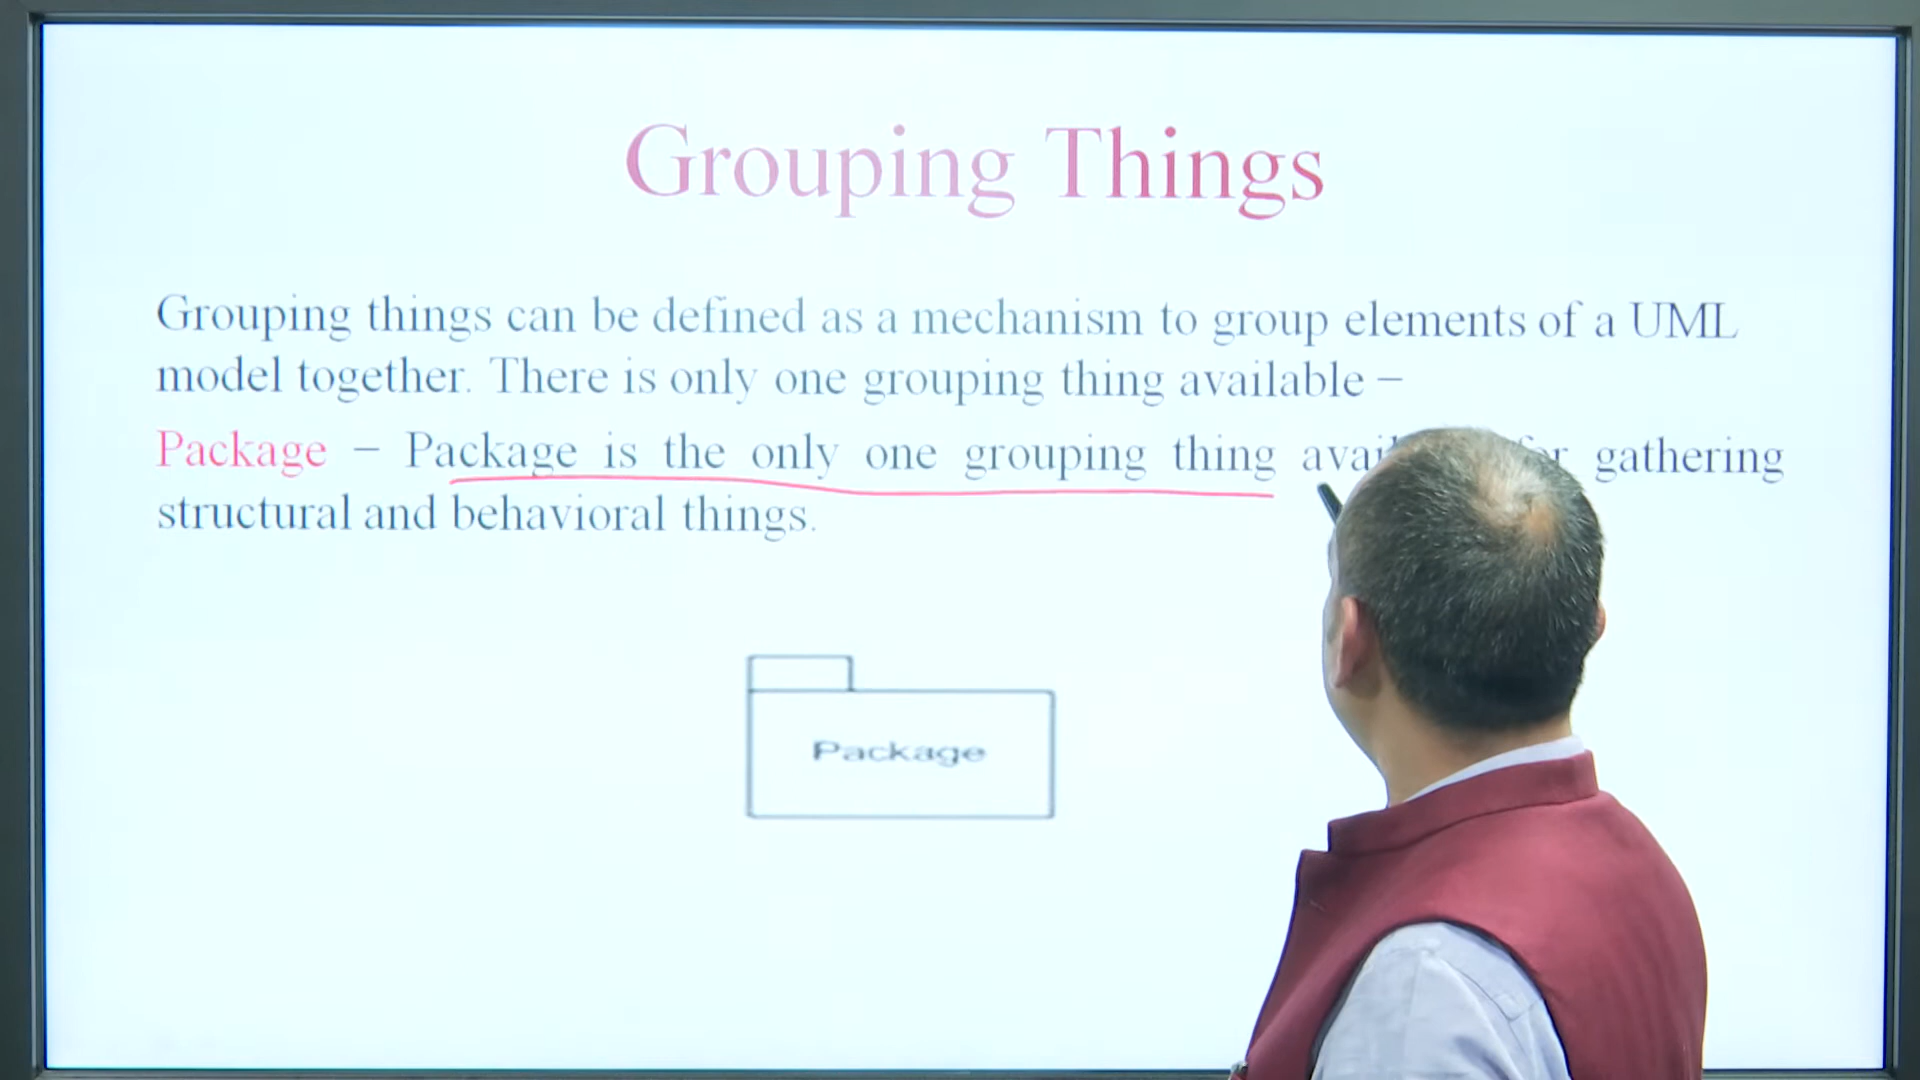 Grouping Things
Grouping things can be defined as a mechanism to group elements of a UML
model together. There is only one grouping thing available –
Package – Package is the only one grouping thing gathering
structural and behavioral things.
Package